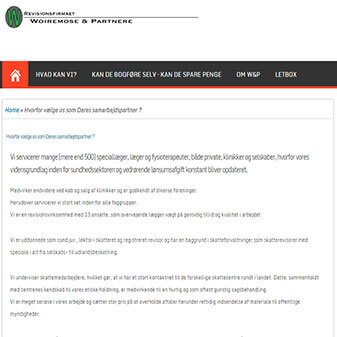 REVISIONSFIRMAET
WOIREMOSE & PARTNERE
HVAD KAN VI?
KAN DE BOGFØRE SELV - KAN DE SPARE PENGE
OM W&P
LETBOX
Home » Hvorfor vælge os som Deres samarbejdspartner ?
Hvorfor vælge os som Deres samarbejdspartner ?
Vi servicerer mange (mere end 500) speciallæger, læger og fysioterapeuter, både private, klinikker og selskaber, hvorfor vores
vidensgrundlag inden for sundhedssektoren og vedrørende lønsumsafgift konstant bliver opdateret.
Medvirker endvidere ved køb og salg af klinikker og er godkendt af diverse foreninger.
Herudover servicerer vi stort set inden for alle faggrupper.
Vi er en revisionsvirksomhed med 13 ansatte, som overvejende lægger vægt på gensidig tillid og kvalitet i arbejdet
Vi er uddannede som cand.jur., lektor i skatteret og registreret revisor og har en baggrund i skatteforvaltningen som skatterevisorer med
speciale i alt fra selskabs- til udlandsbeskatning.
Vi underviser skattemedarbejdere, hvilket gør, at vi har et stort kontaktnet til de forskellige skattecentre rundt i landet. Dette, sammenholdt
med centrenes kendskab til vores etiske holdning, er medvirkende til en hurtig og som oftest gunstig sagsbehandling.
Vi er meget seriøse i vores arbejde og sætter stor pris på at overholde aftaler herunder rettidig indsendelse af materiale til offentlige
myndigheder.